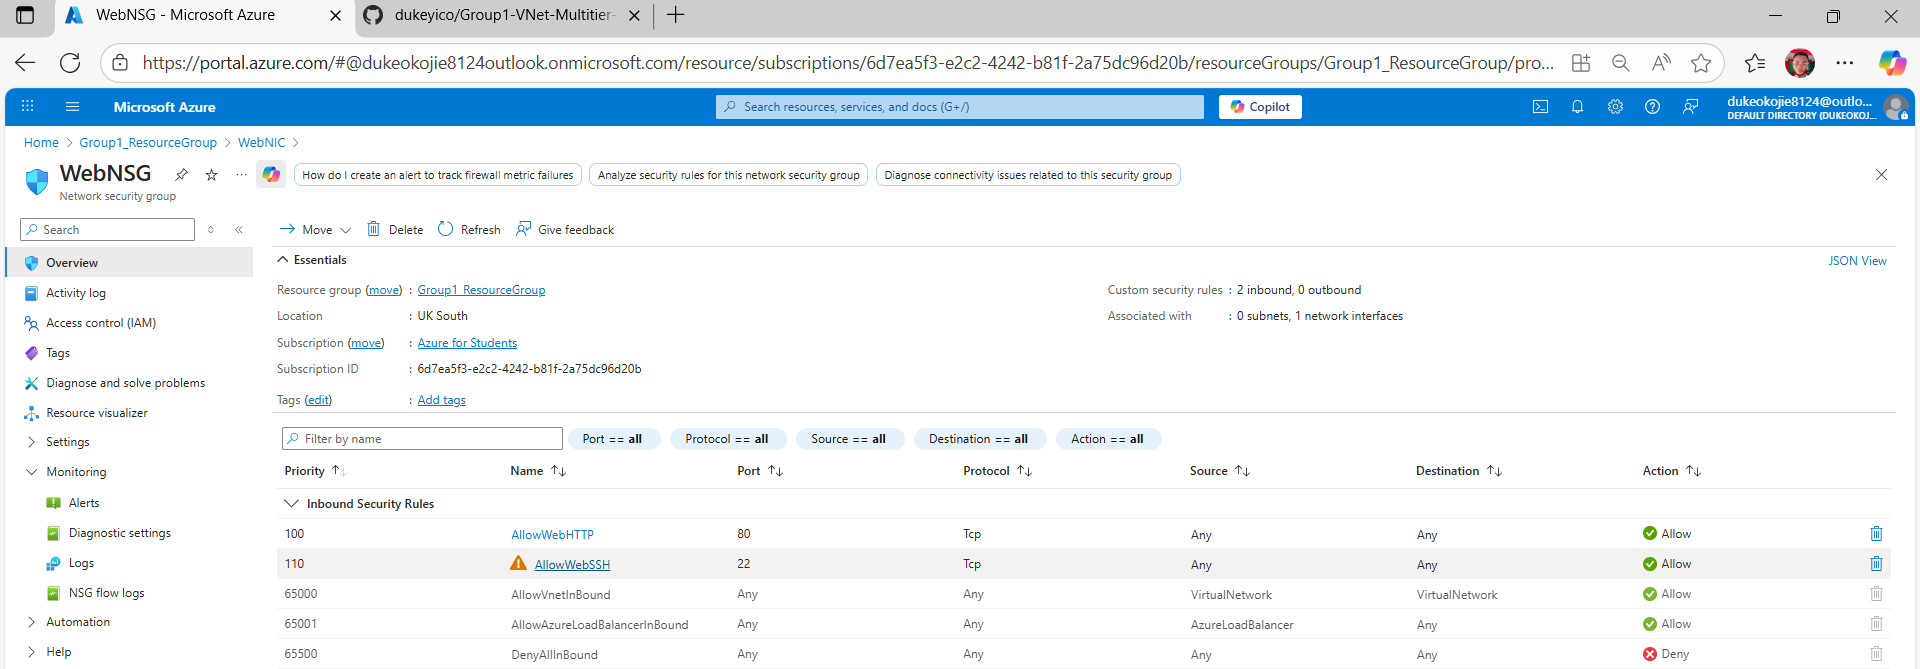 WebNSG - Microsoft Azure
dukeyico/Group1-VNet-Multitier-
https://portal.azure.com/#@dukeokojie8124outlook.onmicrosoft.com/resource/subscriptions/6d7ea5f3-e2c2-4242-b81f-2a75dc96d20b/resourceGroups/Group1_ResourceGroup/pro...
Microsoft Azure
Search resources, services, and docs (G+/)
Copilot
dukeokojie8124@outlo...
DEFAULT DIRECTORY (DUKEOKOJ...
Home > Group1_ResourceGroup > WebNIC >
WebNSG
Network security group
How do I create an alert to track firewall metric failures
Analyze security rules for this network security group
Diagnose connectivity issues related to this security group
Search
Overview
Activity log
Access control (IAM)
Tags
Diagnose and solve problems
Resource visualizer
Settings
Monitoring
Alerts
Diagnostic settings
Logs
NSG flow logs
Automation
Help
Move
Delete
Refresh
Give feedback
Essentials
JSON View
Resource group (move) : Group1_ResourceGroup
Location : UK South
Subscription (move) : Azure for Students
Subscription ID : 6d7ea5f3-e2c2-4242-b81f-2a75dc96d20b
Tags (edit) : Add tags
Custom security rules : 2 inbound, 0 outbound
Associated with : 0 subnets, 1 network interfaces
Filter by name
Port == all
Protocol == all
Source == all
Destination == all
Action == all
Priority Name Port Protocol Source Destination Action
Inbound Security Rules
100 AllowWebHTTP 80 Tcp Any Any Allow
110 AllowWebSSH 22 Tcp Any Any Allow
65000 AllowVnetInBound Any Any VirtualNetwork VirtualNetwork Allow
65001 AllowAzureLoadBalancerInBound Any Any AzureLoadBalancer Any Allow
65500 DenyAllInBound Any Any Any Any Deny